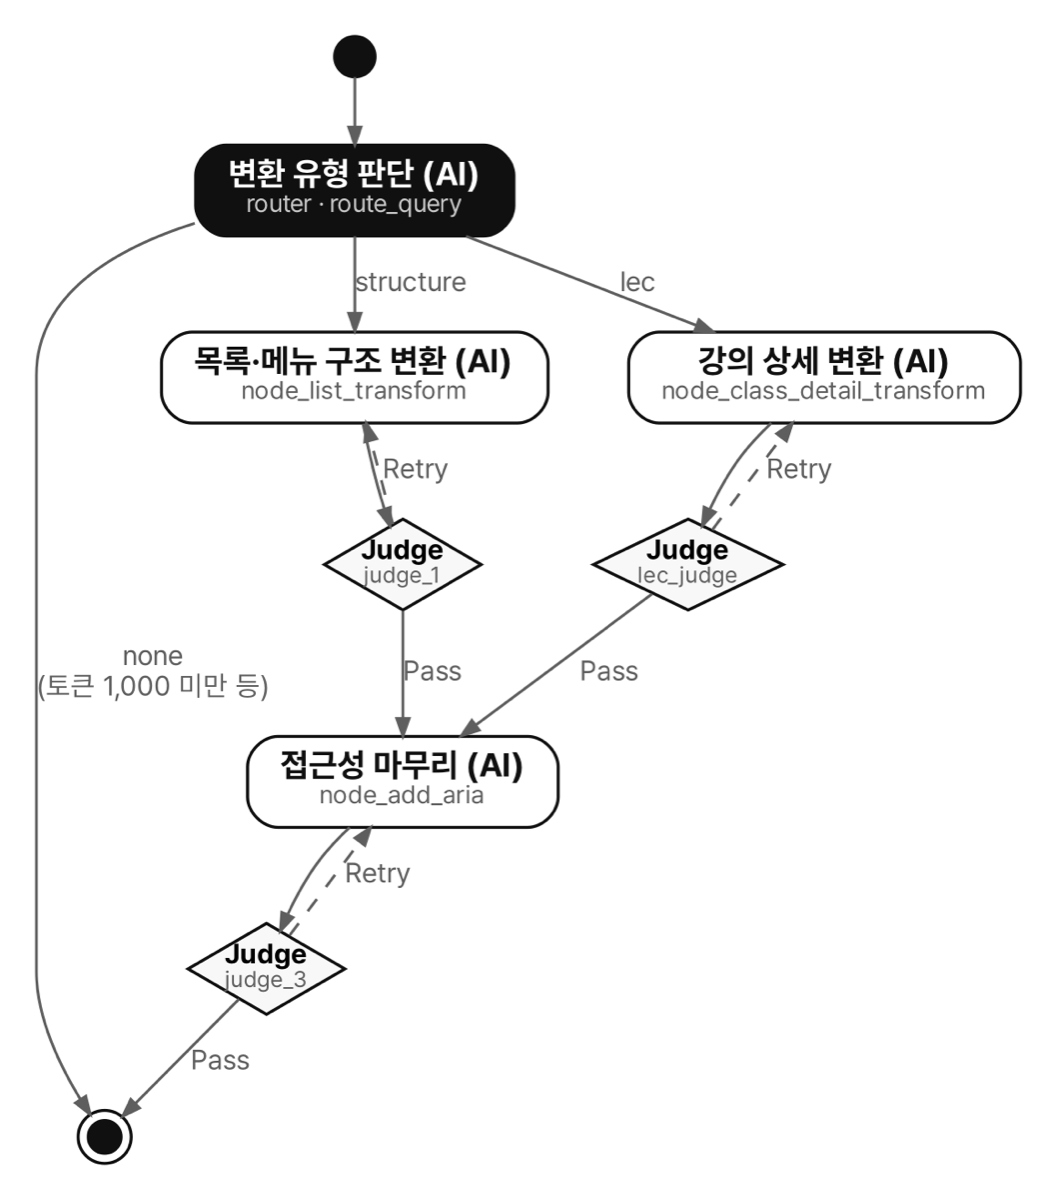 변환 유형 판단 (AI)
router · route_query
structure
lec
목록·메뉴 구조 변환 (AI)
node_list_transform
강의 상세 변환 (AI)
node_class_detail_transform
Retry
Retry
Judge
judge_1
Judge
lec_judge
none
(토큰 1,000 미만 등)
Pass
Pass
접근성 마무리 (AI)
node_add_aria
Retry
Judge
judge_3
Pass